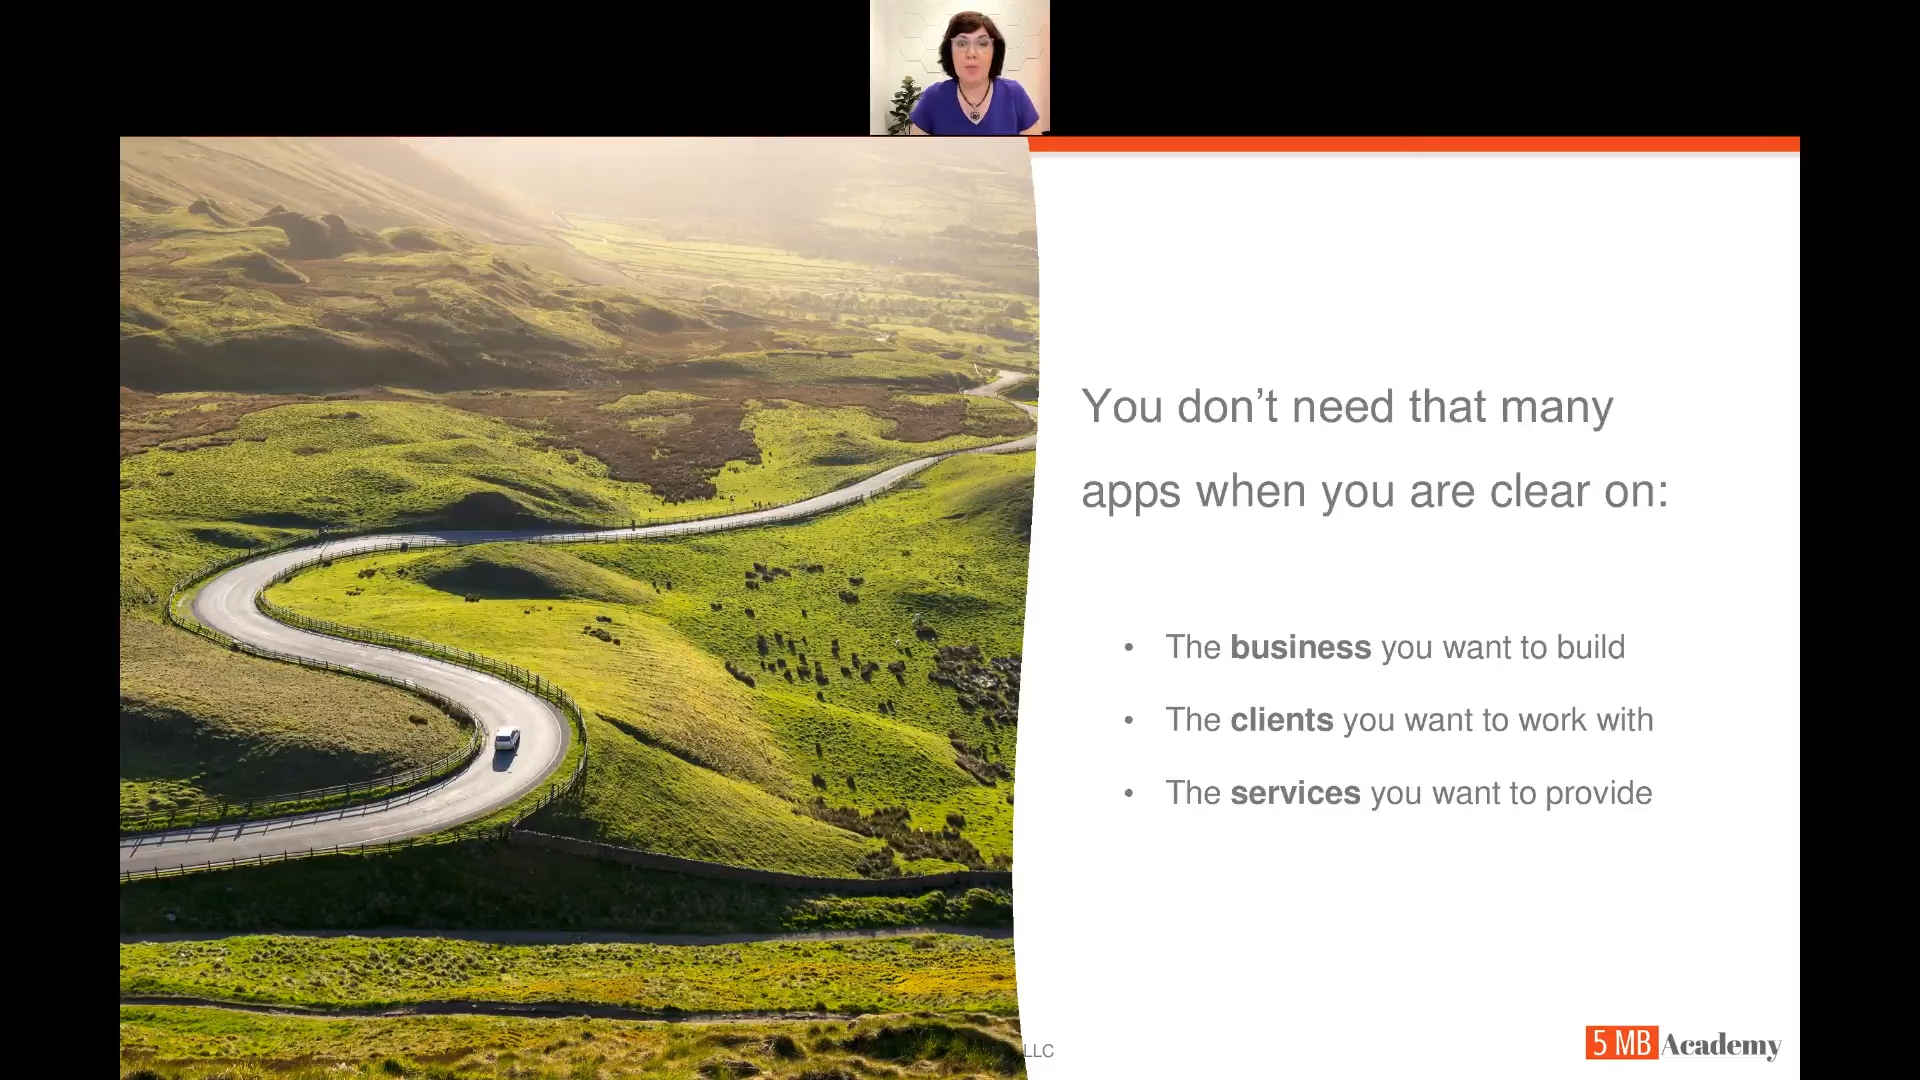 You don’t need that many
apps when you are clear on:
• The business you want to build
• The clients you want to work with
• The services you want to provide
LLC
5 MB Academy